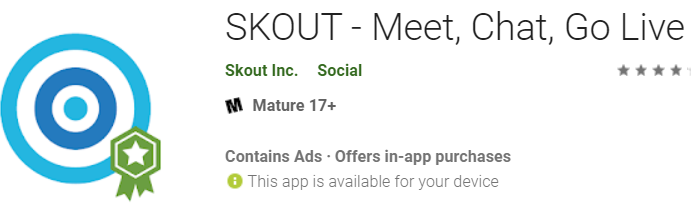 SKOUT - Meet, Chat, Go Live
Skout Inc. Social
M Mature 17+
Contains Ads · Offers in-app purchases
This app is available for your device